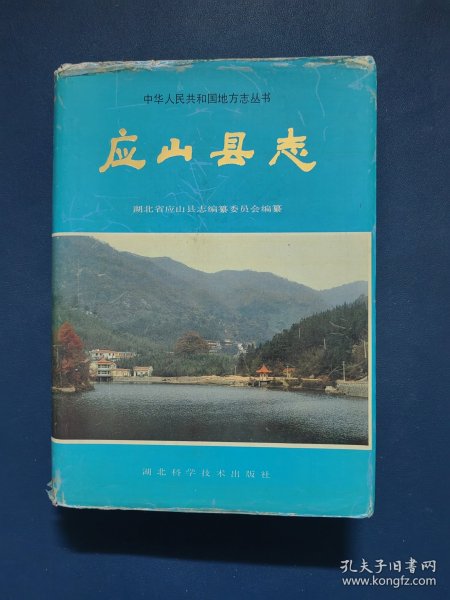 中华人民共和国地方志丛书
应山县志
湖北省应山县志编纂委员会编纂
湖北科学技术出版社
孔夫子旧书网
www.kongfz.com